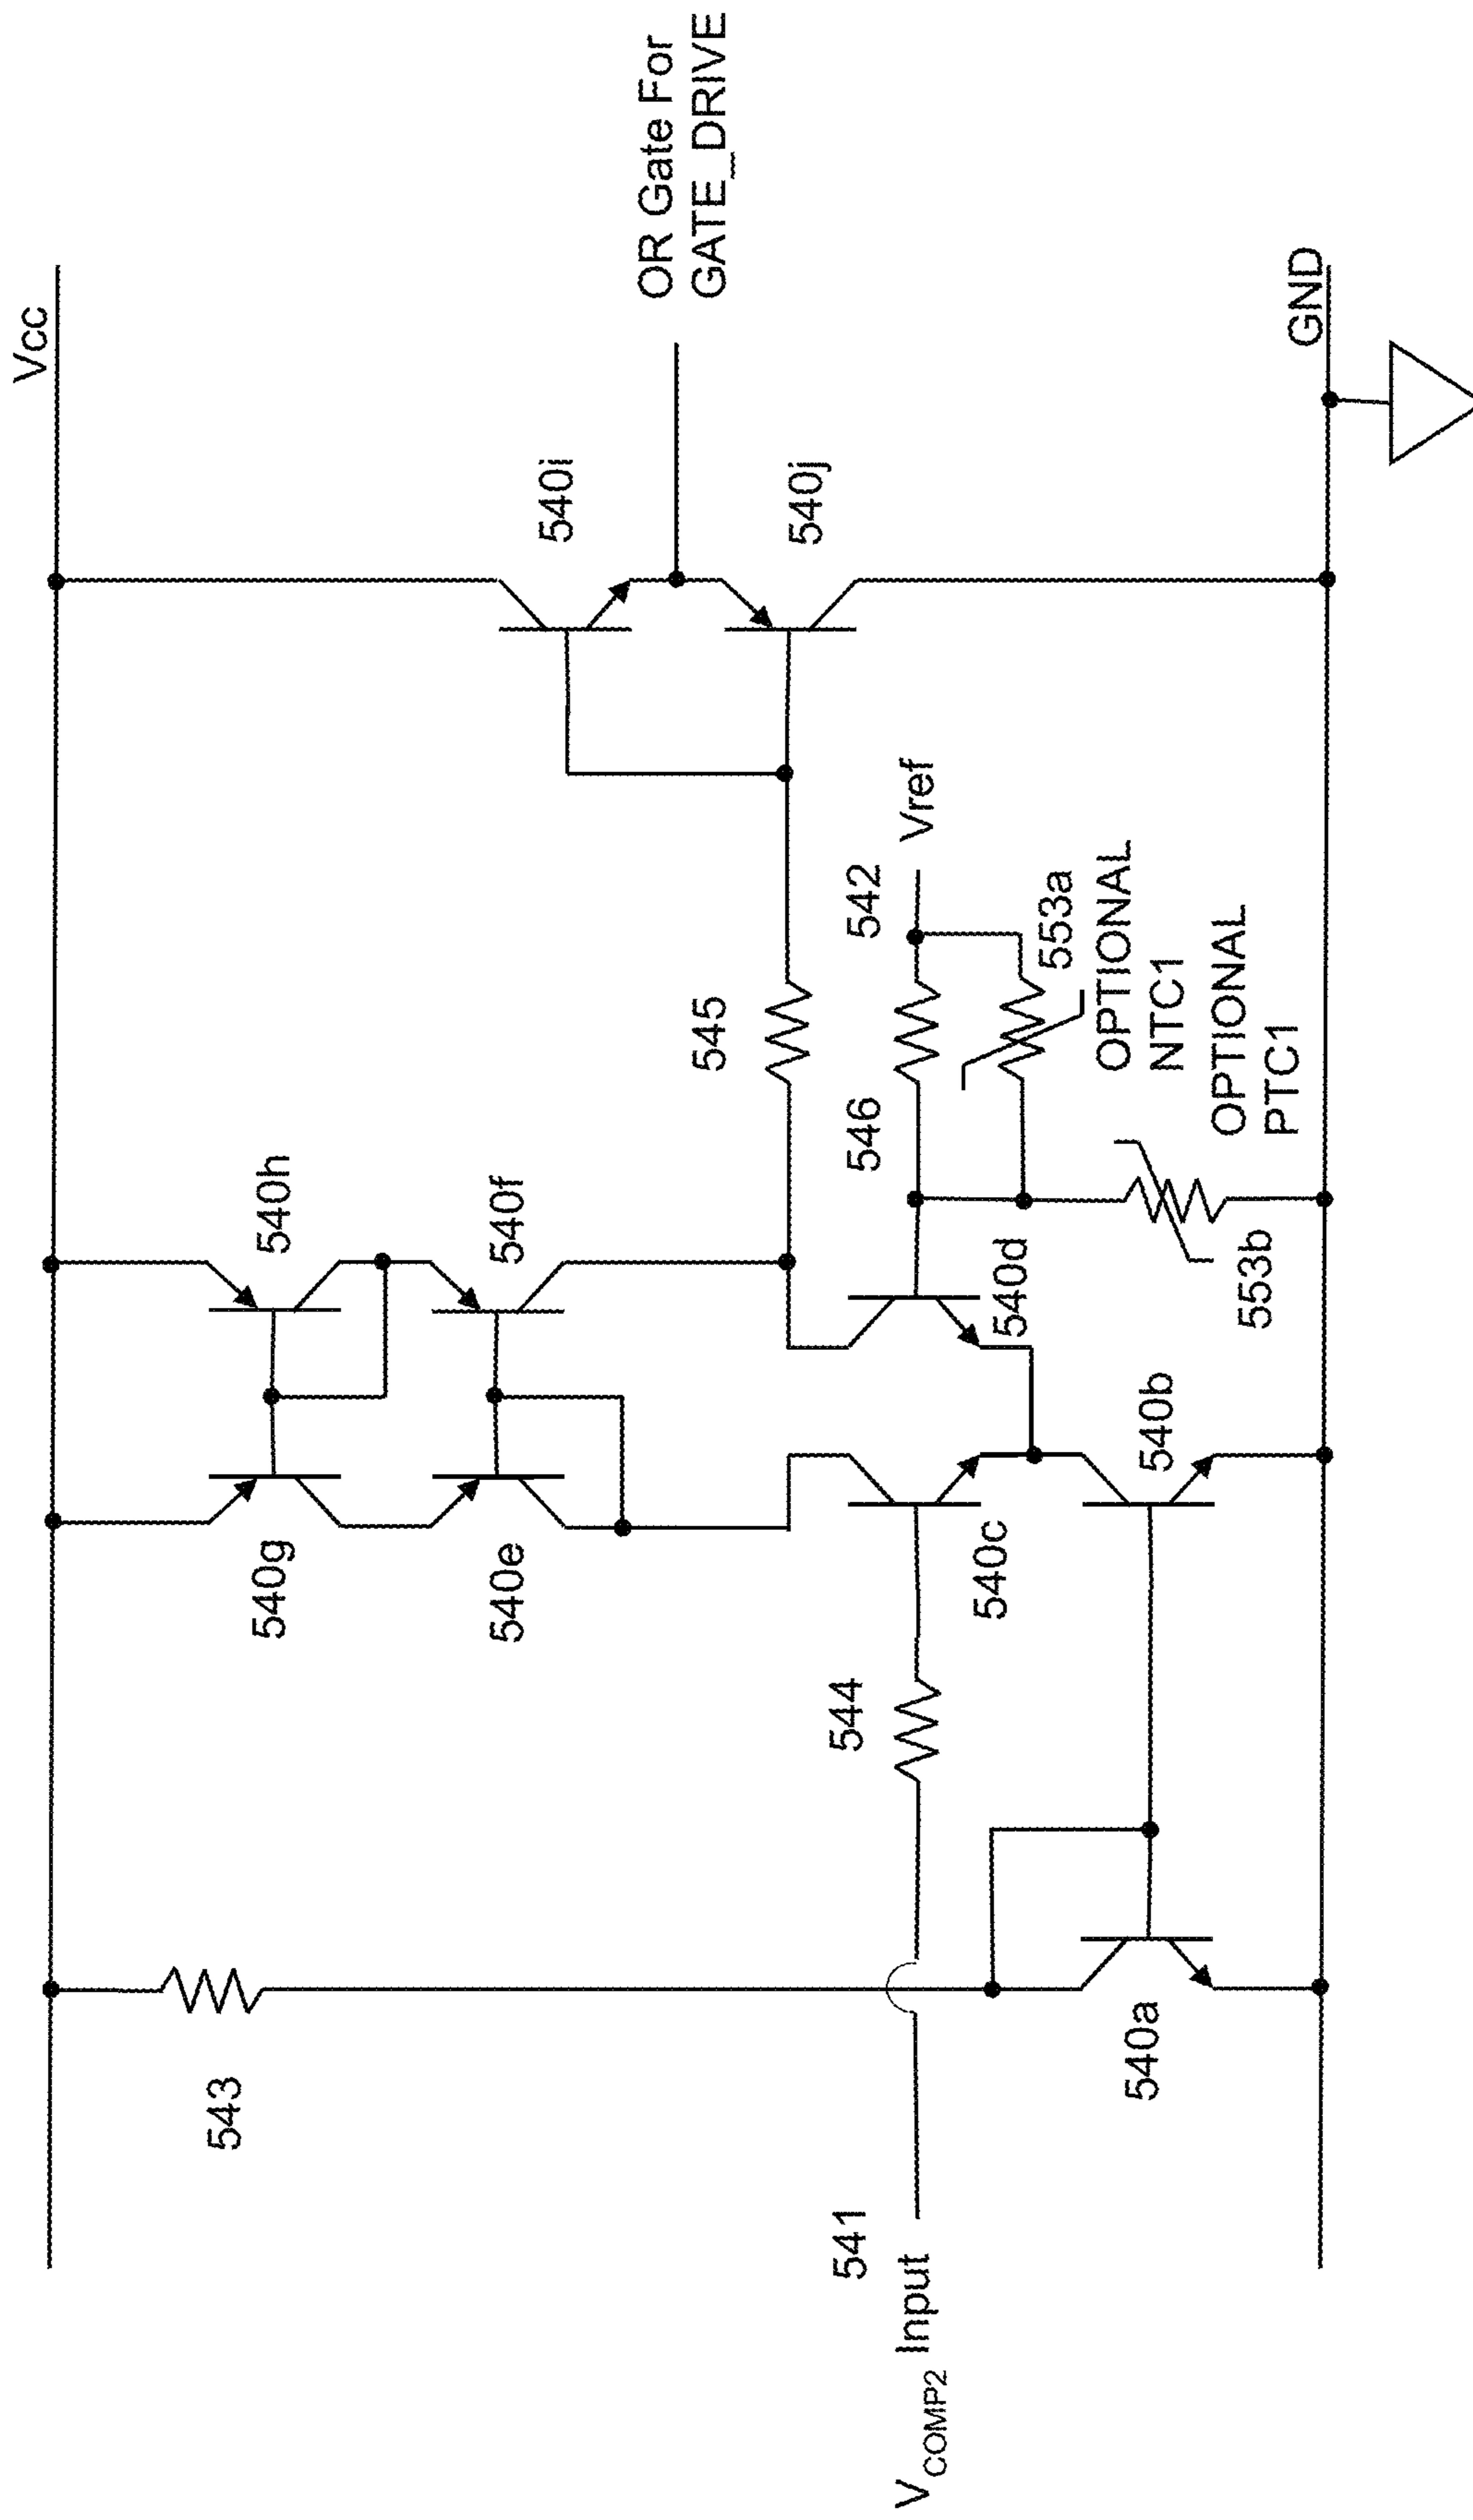 Vcc
543
540g
540h
540e
540f
540i
OR Gate For
GATE_DRIVE
540j
545
541
V_COMP2 Input
544
540c
540d
546
542
Vref
553a
OPTIONAL
NTC1
OPTIONAL
PTC1
553b
540a
540b
GND